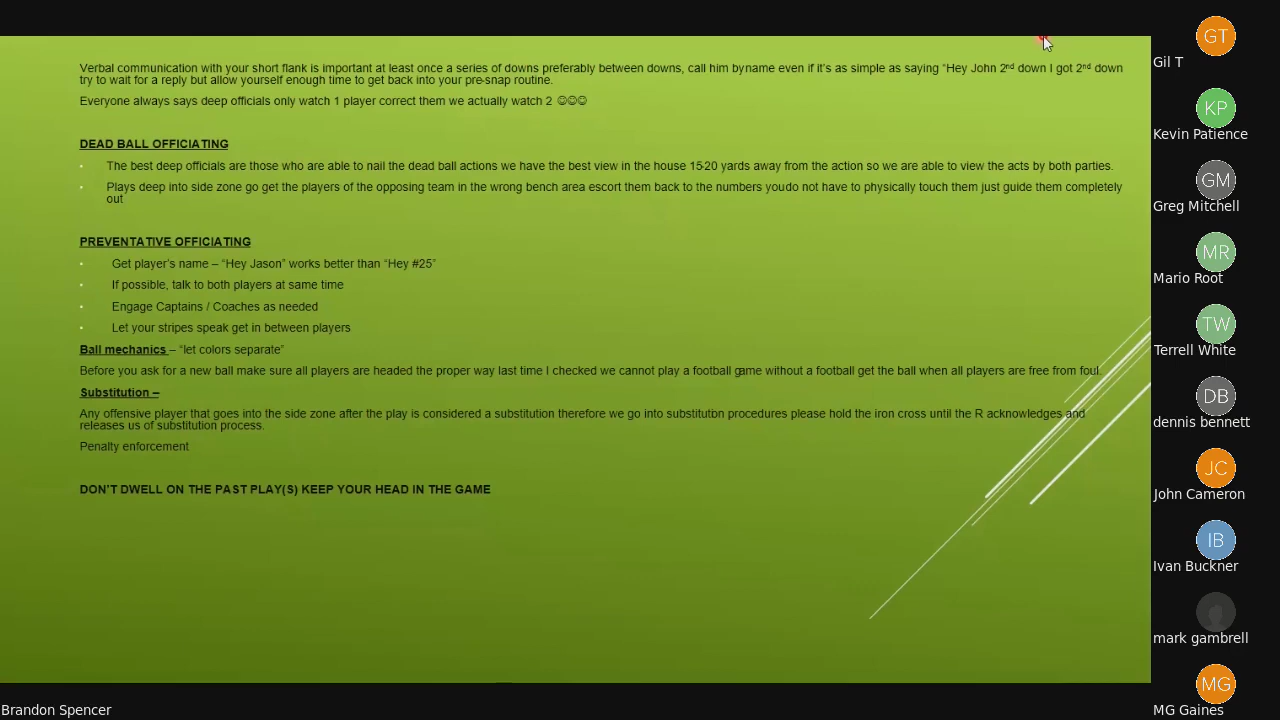 Verbal communication with your short flank is important at least once a series of downs preferably between downs, call him by name even if it's as simple as saying “Hey John 2nd down I got 2nd down
try to wait for a reply but allow yourself enough time to get back into your pre-snap routine.
Everyone always says deep officials only watch 1 player correct them we actually watch 2 ☺☺☺
DEAD BALL OFFICIATING
• The best deep officials are those who are able to nail the dead ball actions we have the best view in the house 15-20 yards away from the action so we are able to view the acts by both parties.
• Plays deep into side zone go get the players of the opposing team in the wrong bench area escort them back to the numbers you do not have to physically touch them just guide them completely
out
PREVENTATIVE OFFICIATING
• Get player's name – “Hey Jason” works better than “Hey #25”
• If possible, talk to both players at same time
• Engage Captains / Coaches as needed
• Let your stripes speak get in between players
Ball mechanics – “let colors separate”
Before you ask for a new ball make sure all players are headed the proper way last time I checked we cannot play a football game without a football get the ball when all players are free from foul.
Substitution –
Any offensive player that goes into the side zone after the play is considered a substitution therefore we go into substitution procedures please hold the iron cross until the R acknowledges and
releases us of substitution process.
Penalty enforcement
DON'T DWELL ON THE PAST PLAY(S) KEEP YOUR HEAD IN THE GAME
Brandon Spencer
GT
Gil T
KP
Kevin Patience
GM
Greg Mitchell
MR
Mario Root
TW
Terrell White
DB
dennis bennett
JC
John Cameron
IB
Ivan Buckner
mark gambrell
MG
MG Gaines